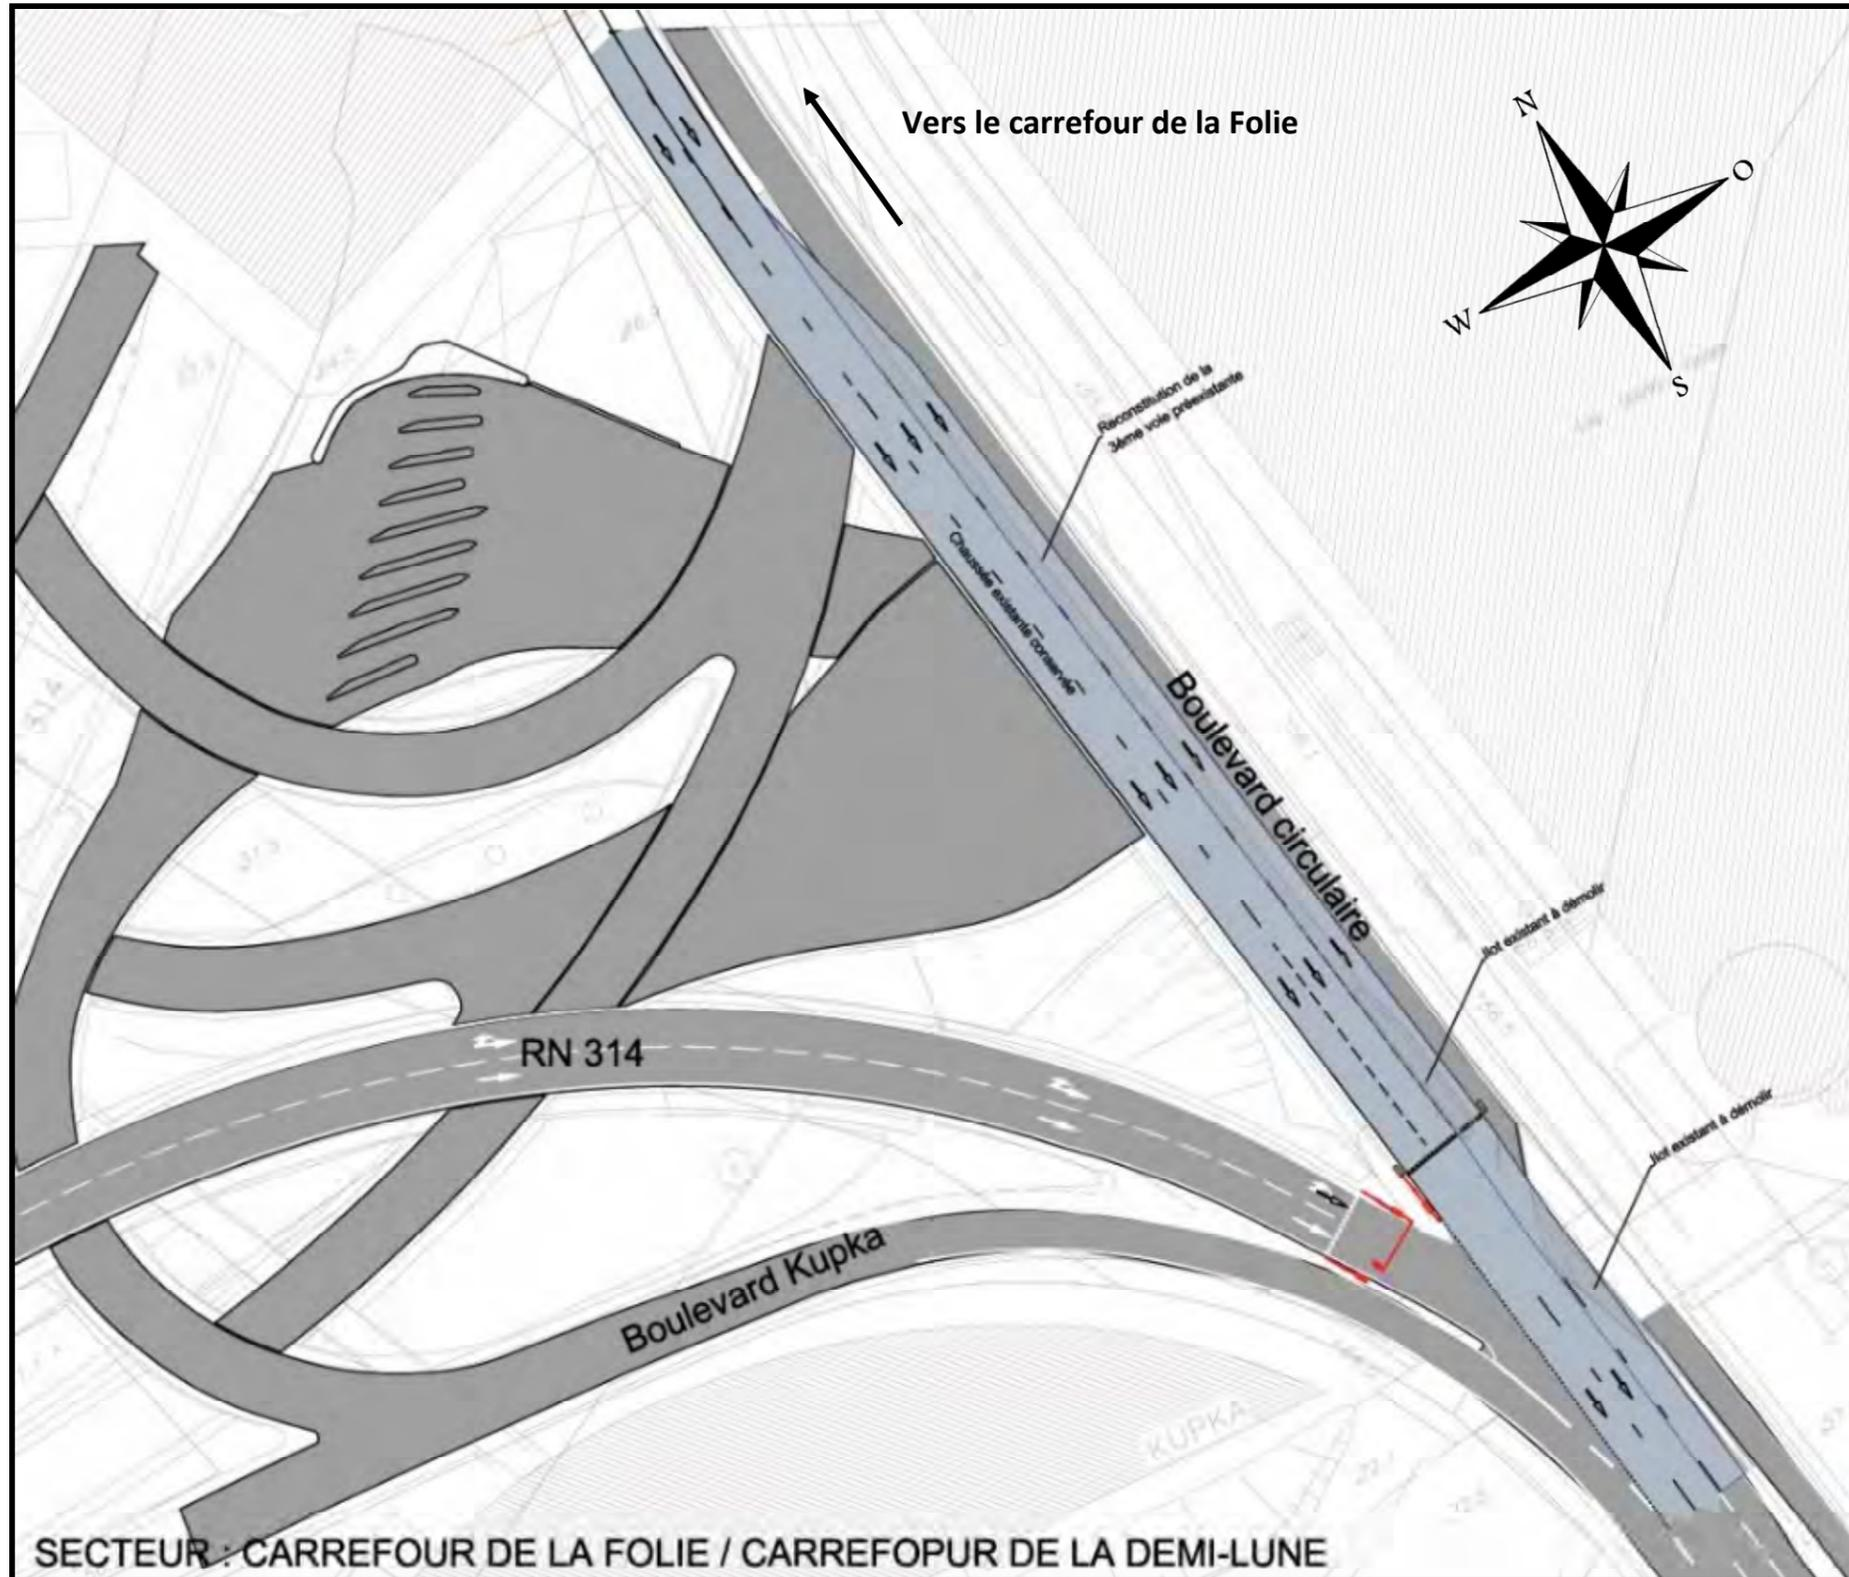 Vers le carrefour de la Folie
N
O
W
S
Reconstitution de la
3ème voie préexistante
Chaussée existante conservée
Boulevard circulaire
Ilot existant à démolir
Ilot existant à démolir
RN 314
Boulevard Kupka
KUPKA
SECTEUR : CARREFOUR DE LA FOLIE / CARREFOPUR DE LA DEMI-LUNE